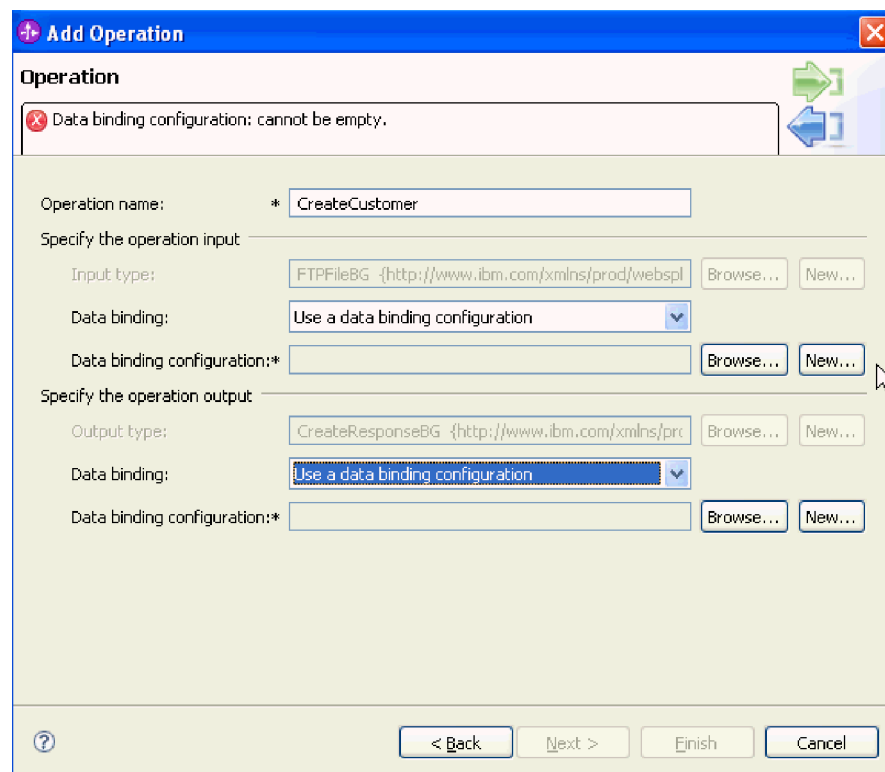 Add Operation
Operation
Data binding configuration: cannot be empty.
Operation name: * CreateCustomer
Specify the operation input
Input type: FTPFileBG {http://www.ibm.com/xmlns/prod/webspl Browse... New...
Data binding: Use a data binding configuration
Data binding configuration:* Browse... New...
Specify the operation output
Output type: CreateResponseBG {http://www.ibm.com/xmlns/pro Browse... New...
Data binding: Use a data binding configuration
Data binding configuration:* Browse... New...
< Back Next > Finish Cancel